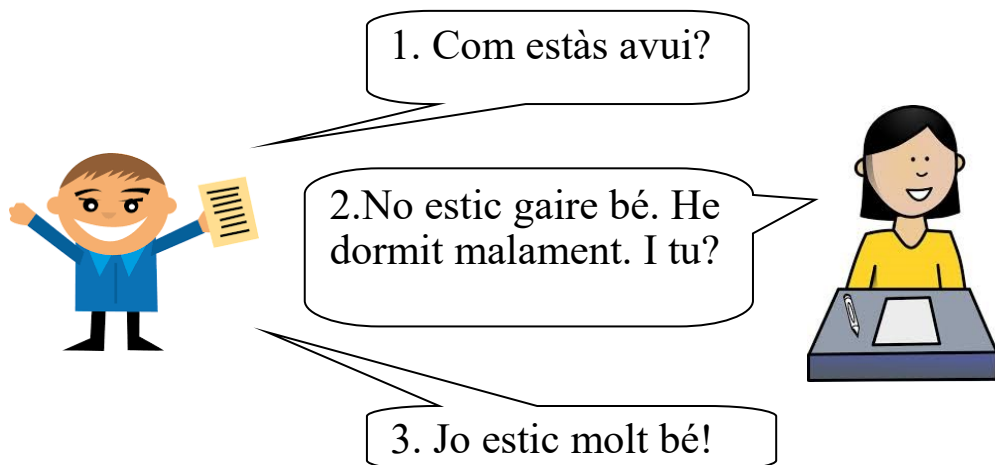 1. Com estàs avui?
2.No estic gaire bé. He
dormit malament. I tu?
3. Jo estic molt bé!